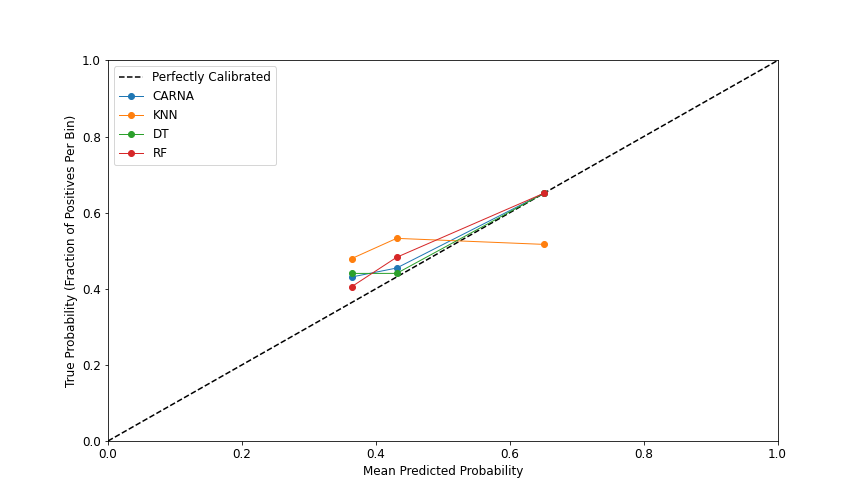 Perfectly Calibrated
CARNA
KNN
DT
RF
1.0
0.8
0.6
0.4
0.2
0.0
True Probability (Fraction of Positives Per Bin)
0.0 0.2 0.4 0.6 0.8 1.0
Mean Predicted Probability